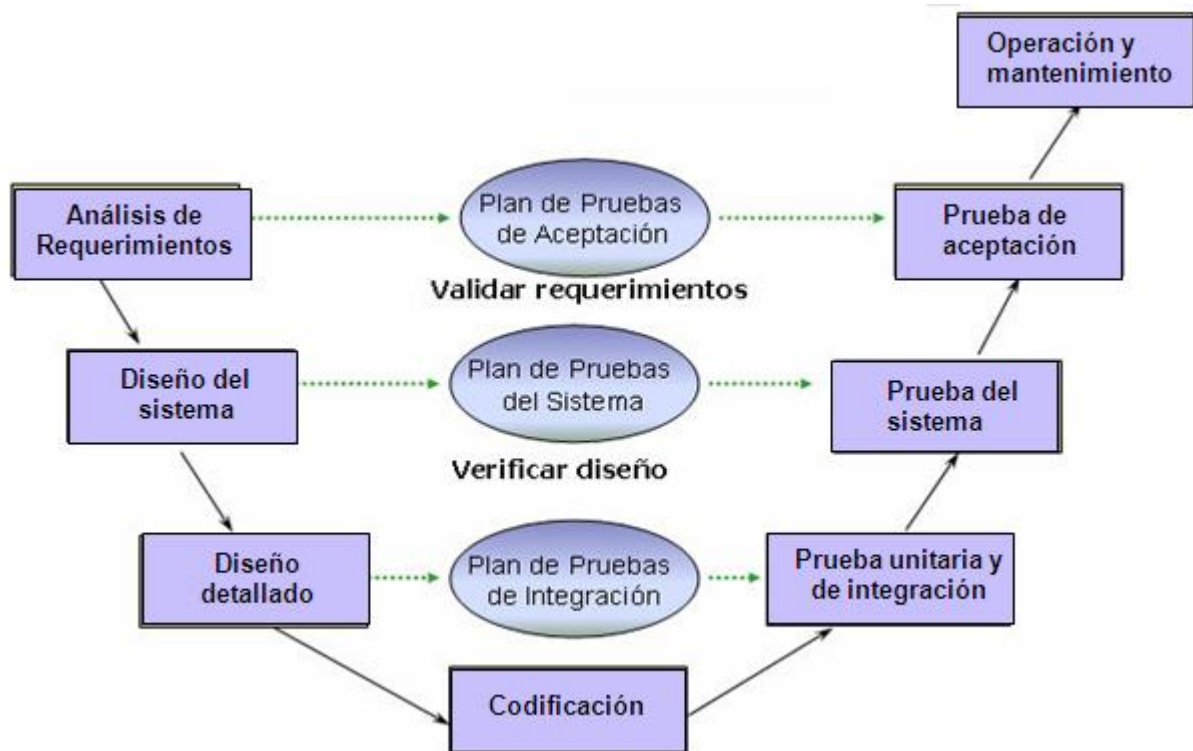 Operación y
mantenimiento
Análisis de
Requerimientos
Plan de Pruebas
de Aceptación
Prueba de
aceptación
Validar requerimientos
Diseño del
sistema
Plan de Pruebas
del Sistema
Prueba del
sistema
Verificar diseño
Diseño
detallado
Plan de Pruebas
de Integración
Prueba unitaria y
de integración
Codificación